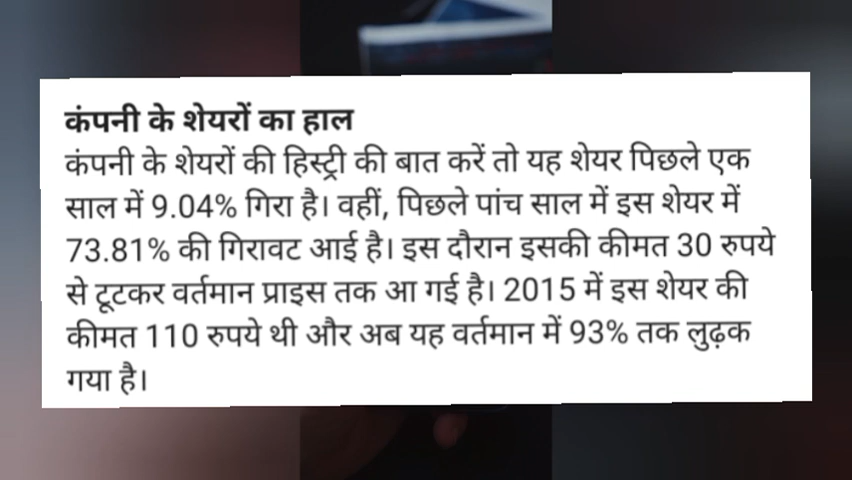 कंपनी के शेयरों का हाल
कंपनी के शेयरों की हिस्ट्री की बात करें तो यह शेयर पिछले एक
साल में 9.04% गिरा है। वहीं, पिछले पांच साल में इस शेयर में
73.81% की गिरावट आई है। इस दौरान इसकी कीमत 30 रुपये
से टूटकर वर्तमान प्राइस तक आ गई है। 2015 में इस शेयर की
कीमत 110 रुपये थी और अब यह वर्तमान में 93% तक लुढ़क
गया है।